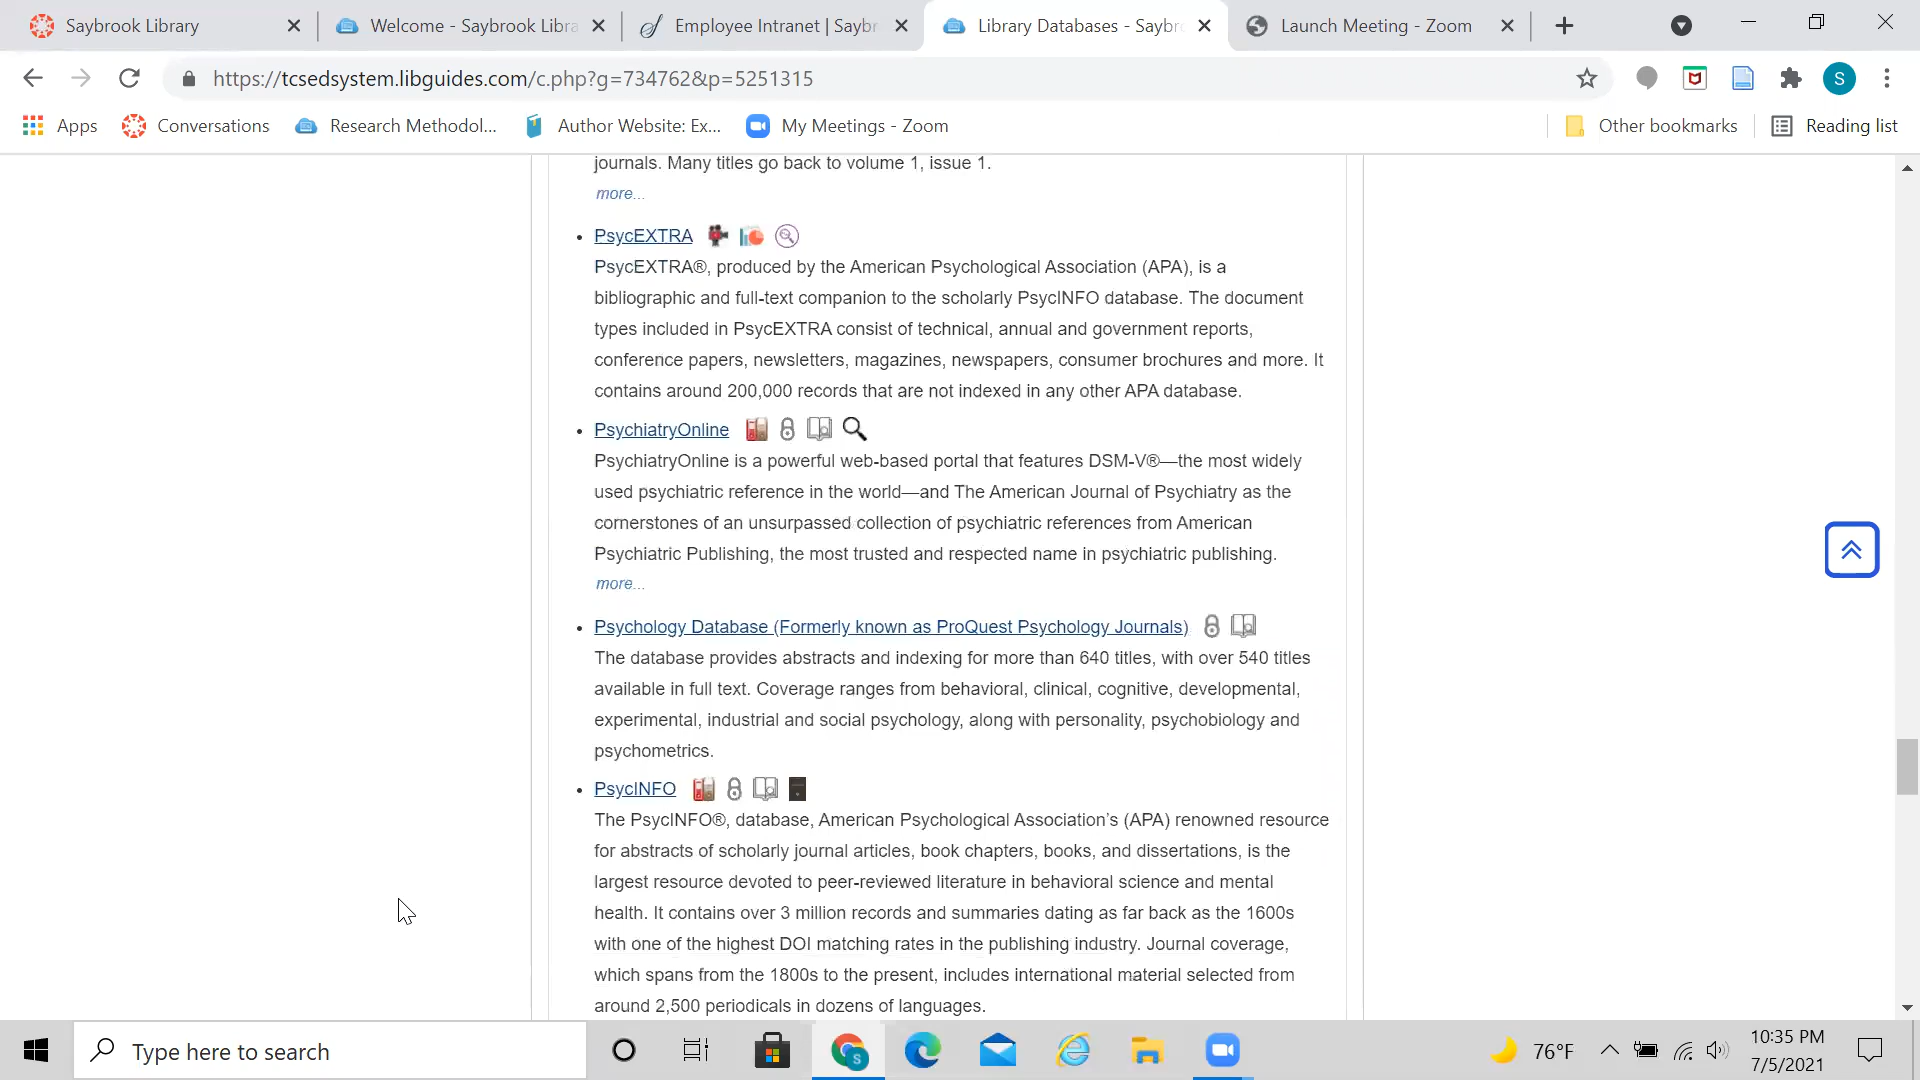 Saybrook Library
Welcome - Saybrook Libra
Employee Intranet | Saybr
Library Databases - Saybro
Launch Meeting - Zoom
https://tcsedsystem.libguides.com/c.php?g=734762&p=5251315
S
Apps
Conversations
Research Methodol...
Author Website: Ex...
My Meetings - Zoom
Other bookmarks
Reading list
journals. Many titles go back to volume 1, issue 1.
more...
• PsycEXTRA
PsycEXTRA®, produced by the American Psychological Association (APA), is a
bibliographic and full-text companion to the scholarly PsycINFO database. The document
types included in PsycEXTRA consist of technical, annual and government reports,
conference papers, newsletters, magazines, newspapers, consumer brochures and more. It
contains around 200,000 records that are not indexed in any other APA database.
• PsychiatryOnline
PsychiatryOnline is a powerful web-based portal that features DSM-V®—the most widely
used psychiatric reference in the world—and The American Journal of Psychiatry as the
cornerstones of an unsurpassed collection of psychiatric references from American
Psychiatric Publishing, the most trusted and respected name in psychiatric publishing.
more...
• Psychology Database (Formerly known as ProQuest Psychology Journals)
The database provides abstracts and indexing for more than 640 titles, with over 540 titles
available in full text. Coverage ranges from behavioral, clinical, cognitive, developmental,
experimental, industrial and social psychology, along with personality, psychobiology and
psychometrics.
• PsycINFO
The PsycINFO®, database, American Psychological Association's (APA) renowned resource
for abstracts of scholarly journal articles, book chapters, books, and dissertations, is the
largest resource devoted to peer-reviewed literature in behavioral science and mental
health. It contains over 3 million records and summaries dating as far back as the 1600s
with one of the highest DOI matching rates in the publishing industry. Journal coverage,
which spans from the 1800s to the present, includes international material selected from
around 2,500 periodicals in dozens of languages.
Type here to search
S
76°F
10:35 PM
7/5/2021